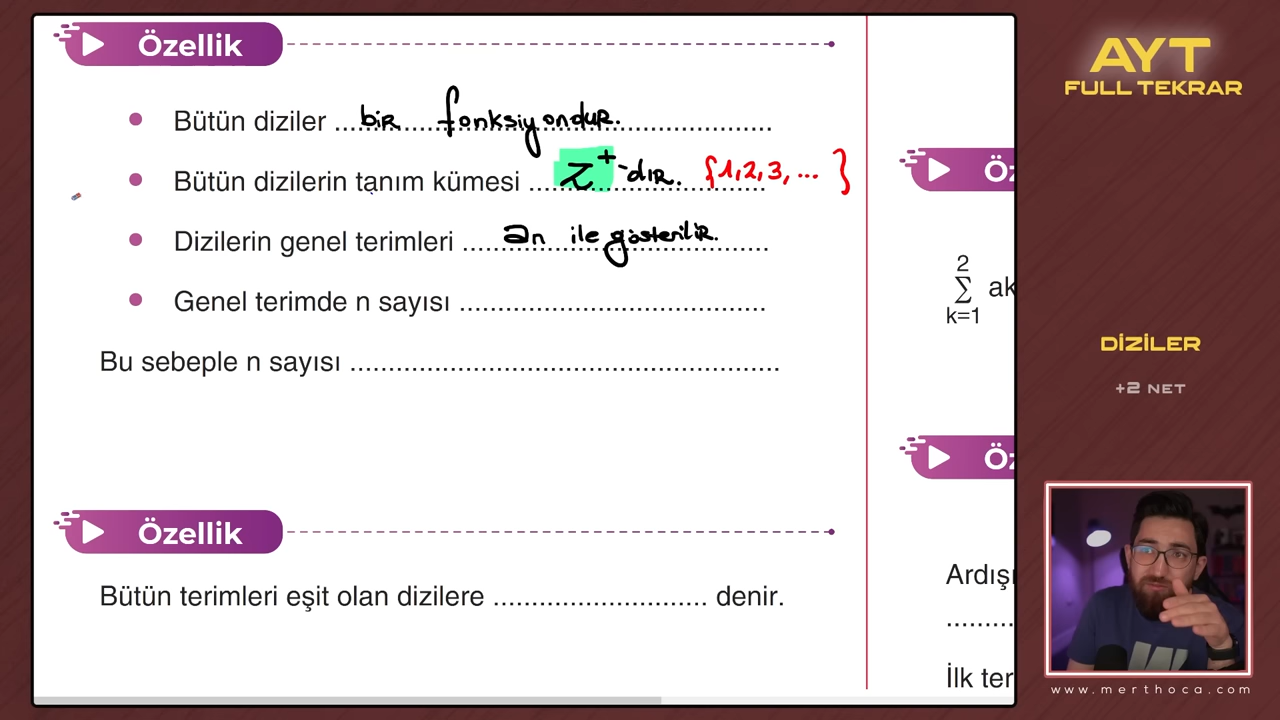 Özellik
Bütün diziler bir fonksiyondur.
Bütün dizilerin tanım kümesi Z⁺-dır. {1,2,3,...}
Dizilerin genel terimleri an ile gösterilir.
Genel terimde n sayısı ........................................
Bu sebeple n sayısı ........................................................
Özellik
Bütün terimleri eşit olan dizilere ............................ denir.
Öz
2
∑ ak
k=1
Öz
Ardışı
..........
İlk ter
AYT
FULL TEKRAR
DİZİLER
+2 NET
www.merthoca.com